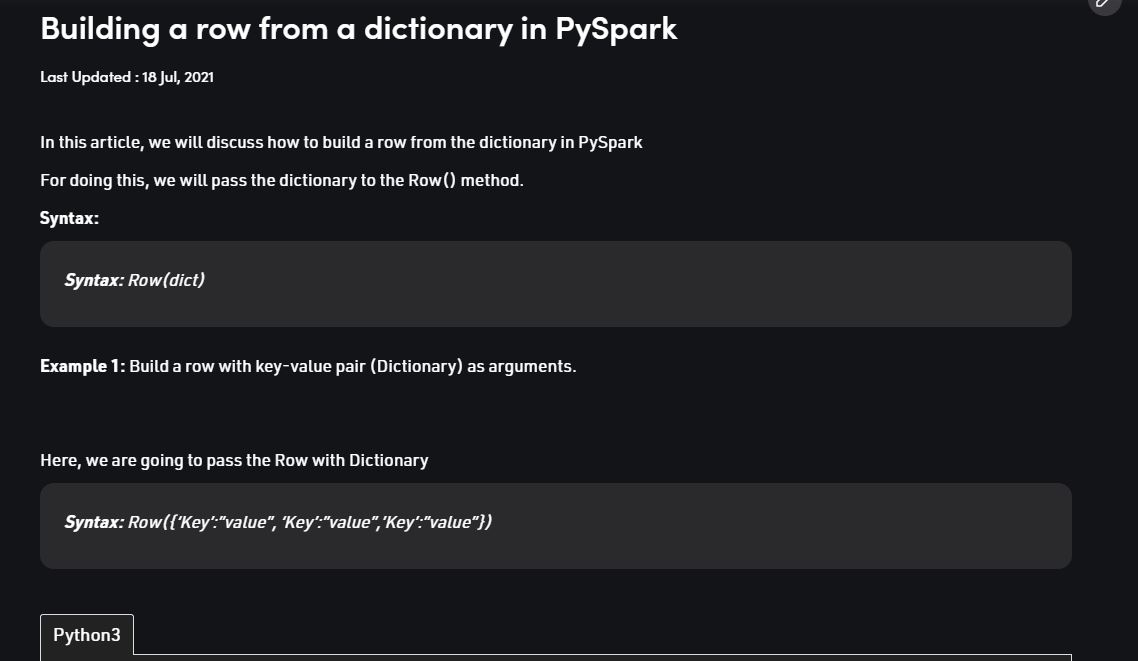 Building a row from a dictionary in PySpark
Last Updated : 18 Jul, 2021
In this article, we will discuss how to build a row from the dictionary in PySpark
For doing this, we will pass the dictionary to the Row() method.
Syntax:
Syntax: Row(dict)
Example 1: Build a row with key-value pair (Dictionary) as arguments.
Here, we are going to pass the Row with Dictionary
Syntax: Row({‘Key’:”value”, ‘Key’:”value”,’Key’:”value”})
Python3